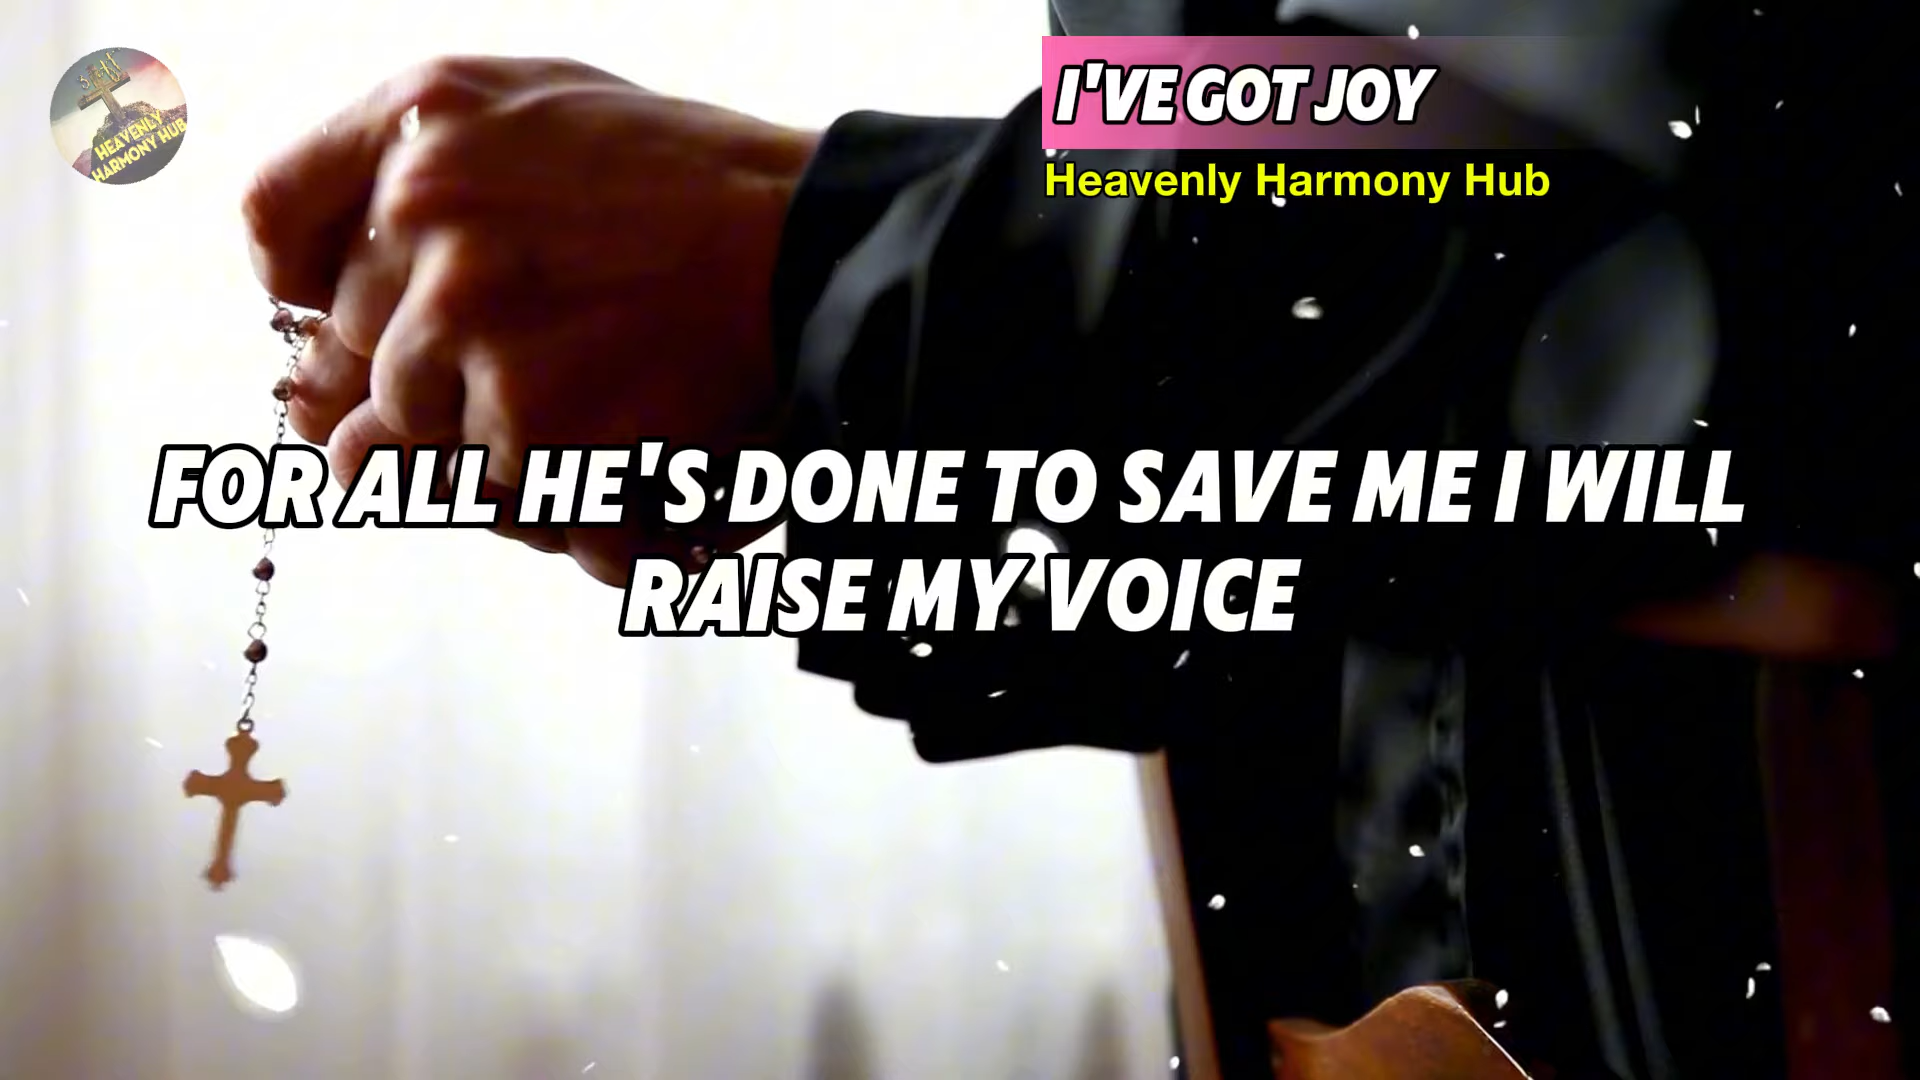 HEAVENLY
HARMONY HUB
I'VE GOT JOY
Heavenly Harmony Hub
FOR ALL HE'S DONE TO SAVE ME I WILL
RAISE MY VOICE